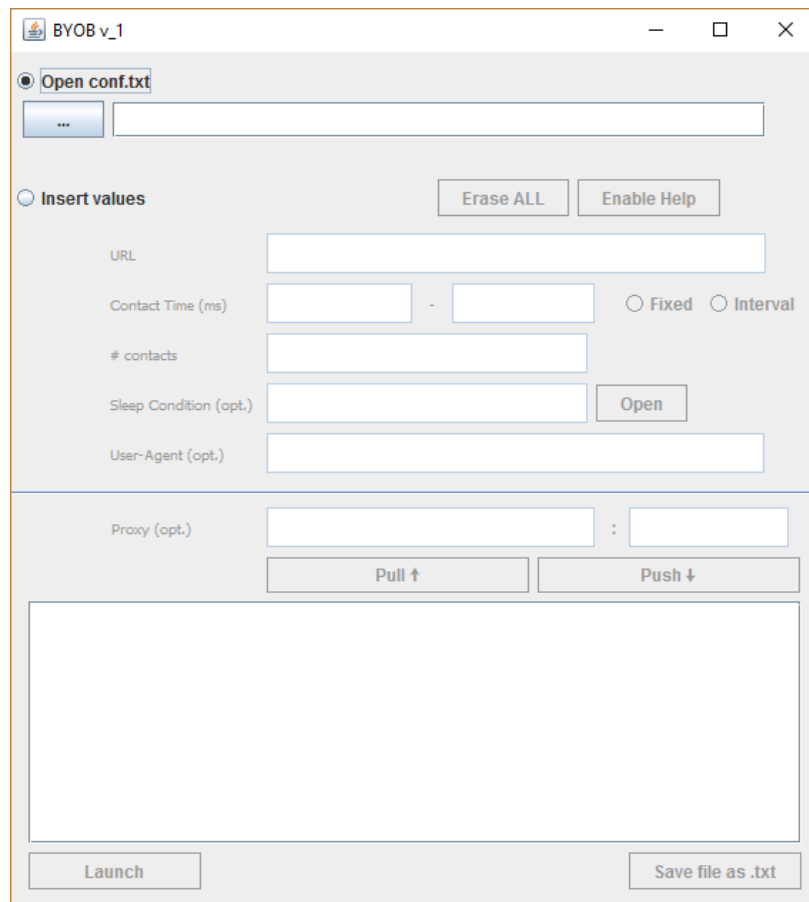 BYOB v_1
Open conf.txt
...
Insert values
Erase ALL
Enable Help
URL
Contact Time (ms)
-
Fixed
Interval
# contacts
Sleep Condition (opt.)
Open
User-Agent (opt.)
Proxy (opt.)
:
Pull ↑
Push ↓
Launch
Save file as .txt